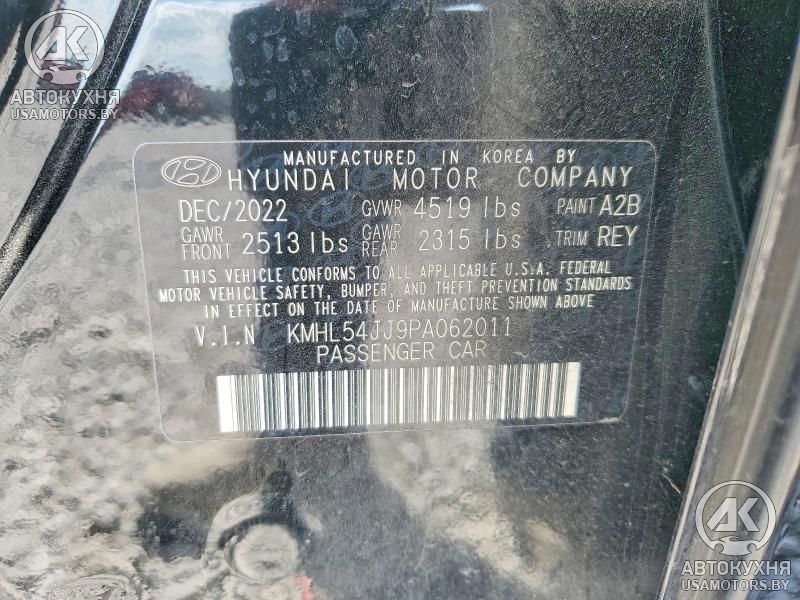 AK
АВТОКУХНЯ
USAMOTORS.BY
MANUFACTURED IN KOREA BY
HYUNDAI MOTOR COMPANY
DEC/2022 GVWR 4519 lbs PAINT A2B
GAWR FRONT 2513 lbs GAWR REAR 2315 lbs TRIM REY
THIS VEHICLE CONFORMS TO ALL APPLICABLE U.S.A. FEDERAL
MOTOR VEHICLE SAFETY, BUMPER, AND THEFT PREVENTION STANDARDS
IN EFFECT ON THE DATE OF MANUFACTURE SHOWN ABOVE
V.I.N KMHL54JJ9PA062011
PASSENGER CAR
AK
АВТОКУХНЯ
USAMOTORS.BY